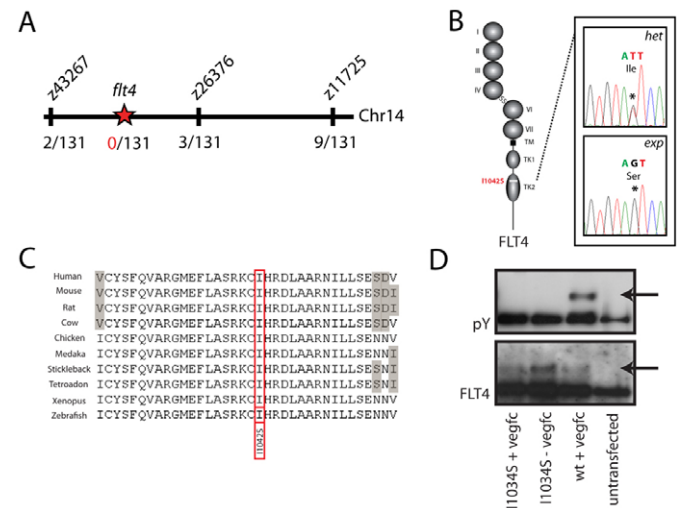 A
z43267
flt4
z26376
z11725
Chr14
2/131
0/131
3/131
9/131
B
I
II
III
IV
VI
VII
TM
TK1
I1042S
TK2
FLT4
het
ATT
Ile
*
exp
AGT
Ser
*
C
Human VCYSFQVARGMEFLASRKCIHRDLAARNILLSESDV
Mouse VCYSFQVARGMEFLASRKCIHRDLAARNILLSESDI
Rat VCYSFQVARGMEFLASRKCIHRDLAARNILLSESDI
Cow VCYSFQVARGMEFLASRKCIHRDLAARNILLSESDV
Chicken ICYSFQVARGMEFLASRKCIHRDLAARNILLSENNV
Medaka ICYSFQVARGMEFLASRKCIHRDLAARNILLSENNI
Stickleback ICYSFQVARGMEFLASRKCIHRDLAARNILLSESNI
Tetroadon ICYSFQVARGMEFLASRKCIHRDLAARNILLSESNI
Xenopus ICYSFQVARGMEFLASRKCIHRDLAARNILLSENNV
Zebrafish ICYSFQVARGMEFLASRKCIHRDLAARNILLSENNV
I1042S
D
pY
FLT4
I1034S + vegfc
I1034S - vegfc
wt + vegfc
untransfected